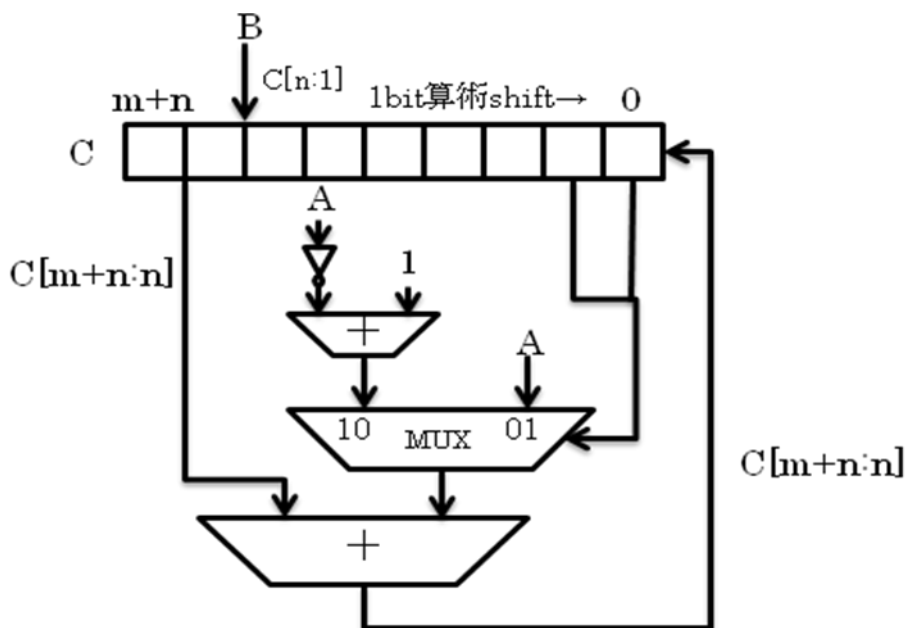 B
C[n:1]
m+n
1bit算術shift→
0
C
A
C[m+n:n]
1
+
A
10
MUX
01
C[m+n:n]
+